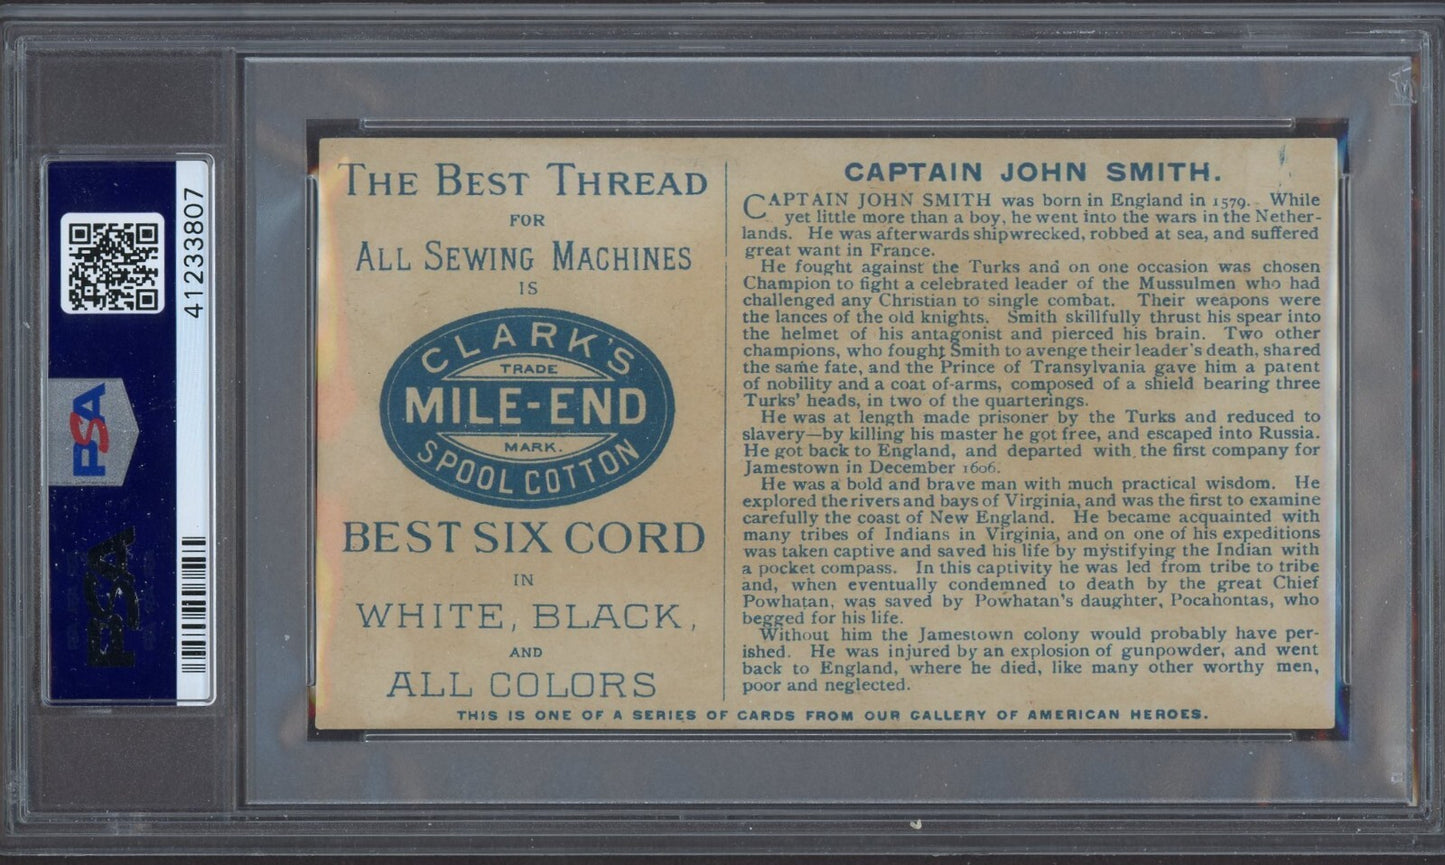 41233807
PSA
PSA
THE BEST THREAD
FOR
ALL SEWING MACHINES
IS
CLARK'S
TRADE
MILE-END
MARK.
SPOOL COTTON
BEST SIX CORD
IN
WHITE, BLACK,
AND
ALL COLORS
CAPTAIN JOHN SMITH.
CAPTAIN JOHN SMITH was born in England in 1579. While
yet little more than a boy, he went into the wars in the Nether-
lands. He was afterwards shipwrecked, robbed at sea, and suffered
great want in France.
He fought against the Turks and on one occasion was chosen
Champion to fight a celebrated leader of the Mussulmen who had
challenged any Christian to single combat. Their weapons were
the lances of the old knights. Smith skillfully thrust his spear into
the helmet of his antagonist and pierced his brain. Two other
champions, who fought Smith to avenge their leader's death, shared
the same fate, and the Prince of Transylvania gave him a patent
of nobility and a coat of-arms, composed of a shield bearing three
Turks' heads, in two of the quarterings.
He was at length made prisoner by the Turks and reduced to
slavery—by killing his master he got free, and escaped into Russia.
He got back to England, and departed with the first company for
Jamestown in December 1606.
He was a bold and brave man with much practical wisdom. He
explored the rivers and bays of Virginia, and was the first to examine
carefully the coast of New England. He became acquainted with
many tribes of Indians in Virginia, and on one of his expeditions
was taken captive and saved his life by mystifying the Indian with
a pocket compass. In this captivity he was led from tribe to tribe
and, when eventually condemned to death by the great Chief
Powhatan, was saved by Powhatan's daughter, Pocahontas, who
begged for his life.
Without him the Jamestown colony would probably have per-
ished. He was injured by an explosion of gunpowder, and went
back to England, where he died, like many other worthy men,
poor and neglected.
THIS IS ONE OF A SERIES OF CARDS FROM OUR GALLERY OF AMERICAN HEROES.